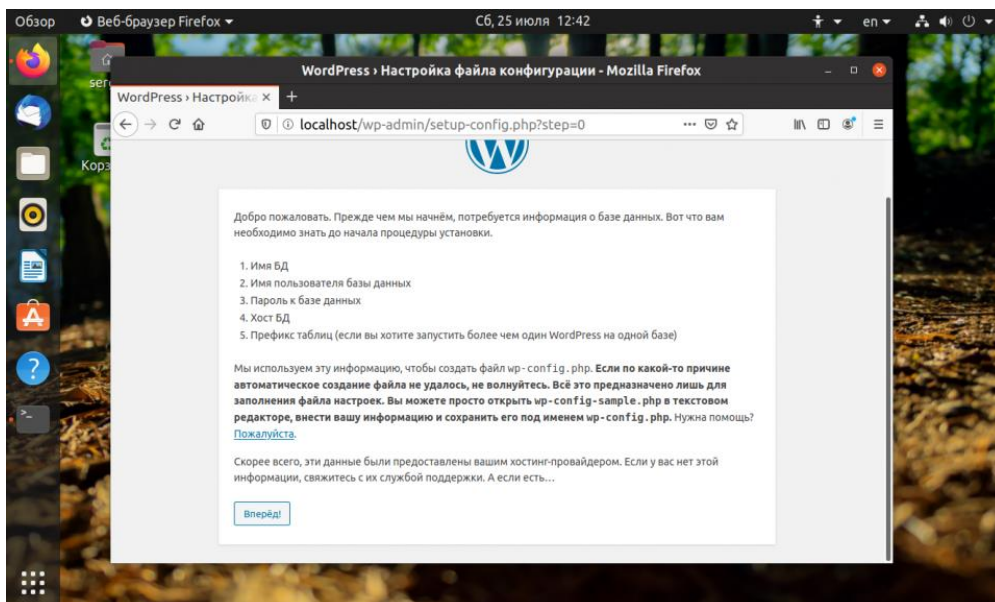 Обзор Веб-браузер Firefox Сб, 25 июля 12:42 en
WordPress › Настройка файла конфигурации - Mozilla Firefox
WordPress › Настройка
localhost/wp-admin/setup-config.php?step=0
Добро пожаловать. Прежде чем мы начнём, потребуется информация о базе данных. Вот что вам
необходимо знать до начала процедуры установки.
1. Имя БД
2. Имя пользователя базы данных
3. Пароль к базе данных
4. Хост БД
5. Префикс таблиц (если вы хотите запустить более чем один WordPress на одной базе)
Мы используем эту информацию, чтобы создать файл wp-config.php. Если по какой-то причине
автоматическое создание файла не удалось, не волнуйтесь. Всё это предназначено лишь для
заполнения файла настроек. Вы можете просто открыть wp-config-sample.php в текстовом
редакторе, внести вашу информацию и сохранить его под именем wp-config.php. Нужна помощь?
Пожалуйста.
Скорее всего, эти данные были предоставлены вашим хостинг-провайдером. Если у вас нет этой
информации, свяжитесь с их службой поддержки. А если есть…
Вперёд!